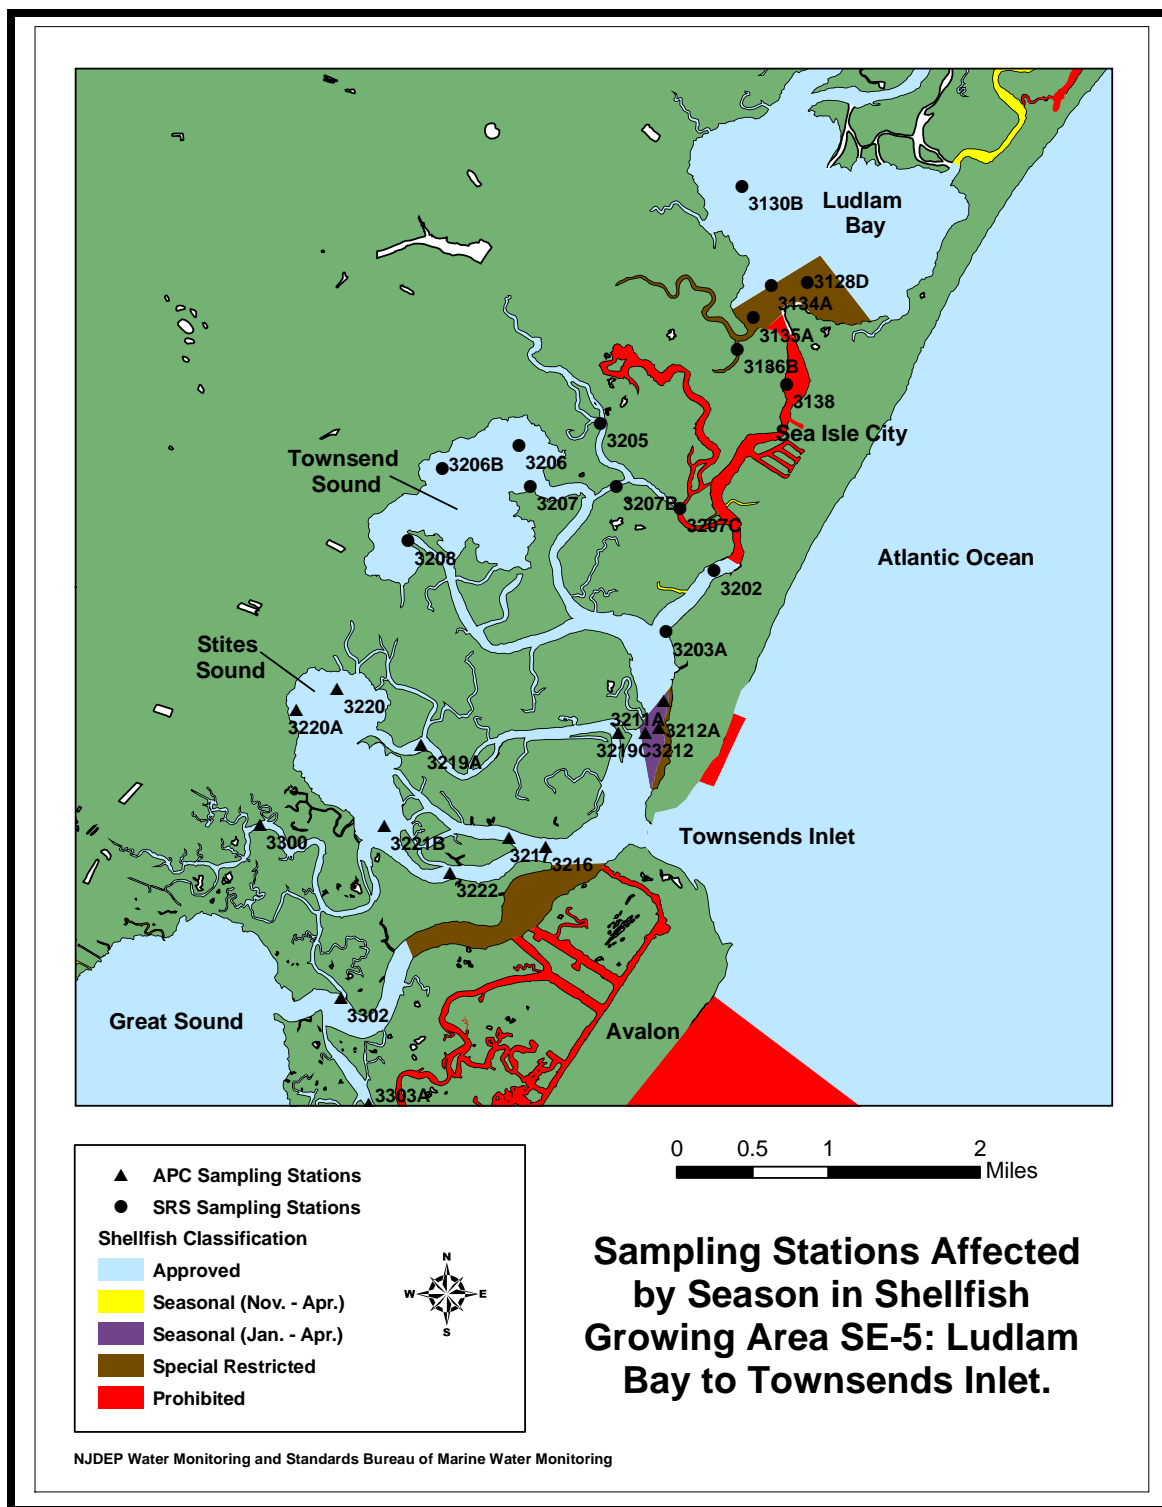 3130B
Ludlam
Bay
3128D
3134A
3135A
3136B
3138
Sea Isle City
3205
Townsend
Sound
3206B
3206
3207
3207B
3207C
3208
Atlantic Ocean
3202
3203A
Stites
Sound
3220
3220A
3211A
3212A
3219C
3212
3219A
3300
3221B
3217
3216
Townsends Inlet
3222
Great Sound
3302
Avalon
3303A
0 0.5 1 2
Miles
APC Sampling Stations
SRS Sampling Stations
Shellfish Classification
Approved
Seasonal (Nov. - Apr.)
Seasonal (Jan. - Apr.)
Special Restricted
Prohibited
N
W E
S
Sampling Stations Affected
by Season in Shellfish
Growing Area SE-5: Ludlam
Bay to Townsends Inlet.
NJDEP Water Monitoring and Standards Bureau of Marine Water Monitoring